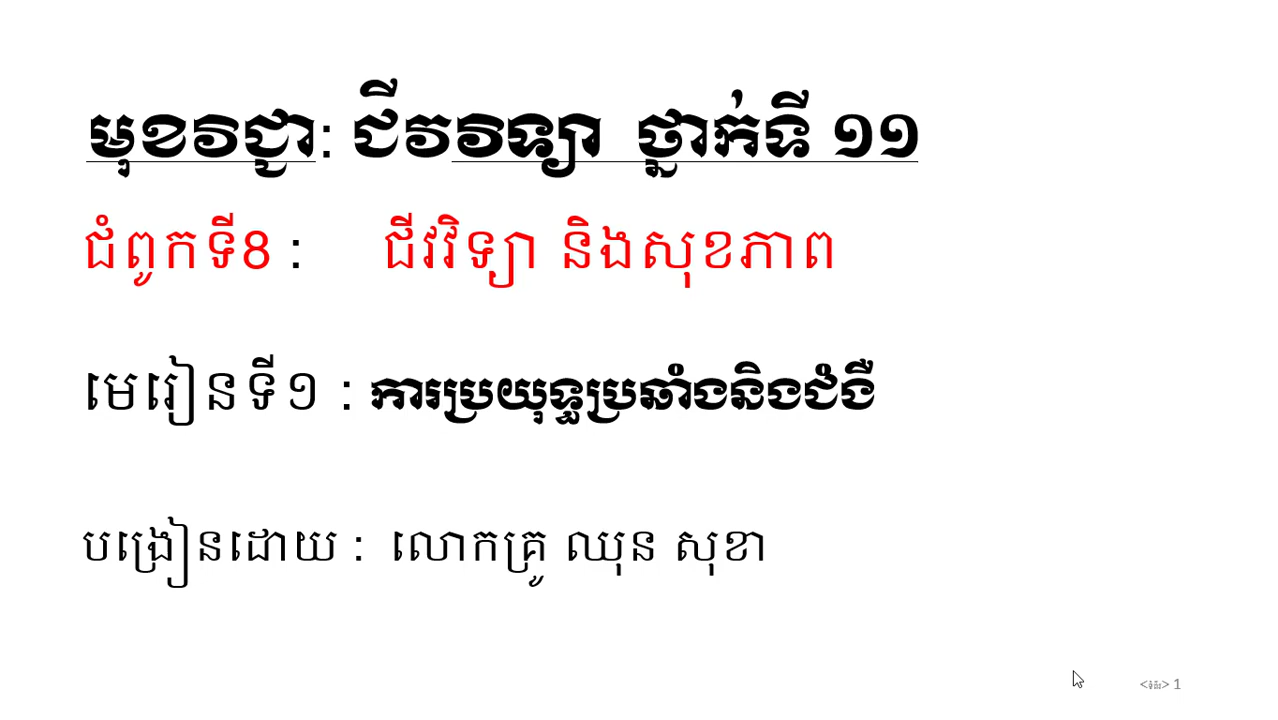 មុខវិជ្ជា: ជីវវិទ្យា ថ្នាក់ទី ១១
ជំពូកទី8 : ជីវវិទ្យា និងសុខភាព
មេរៀនទី១ : ការប្រយុទ្ធប្រឆាំងនិងជំងឺ
បង្រៀនដោយ : លោកគ្រូ ឈុន សុខា
1